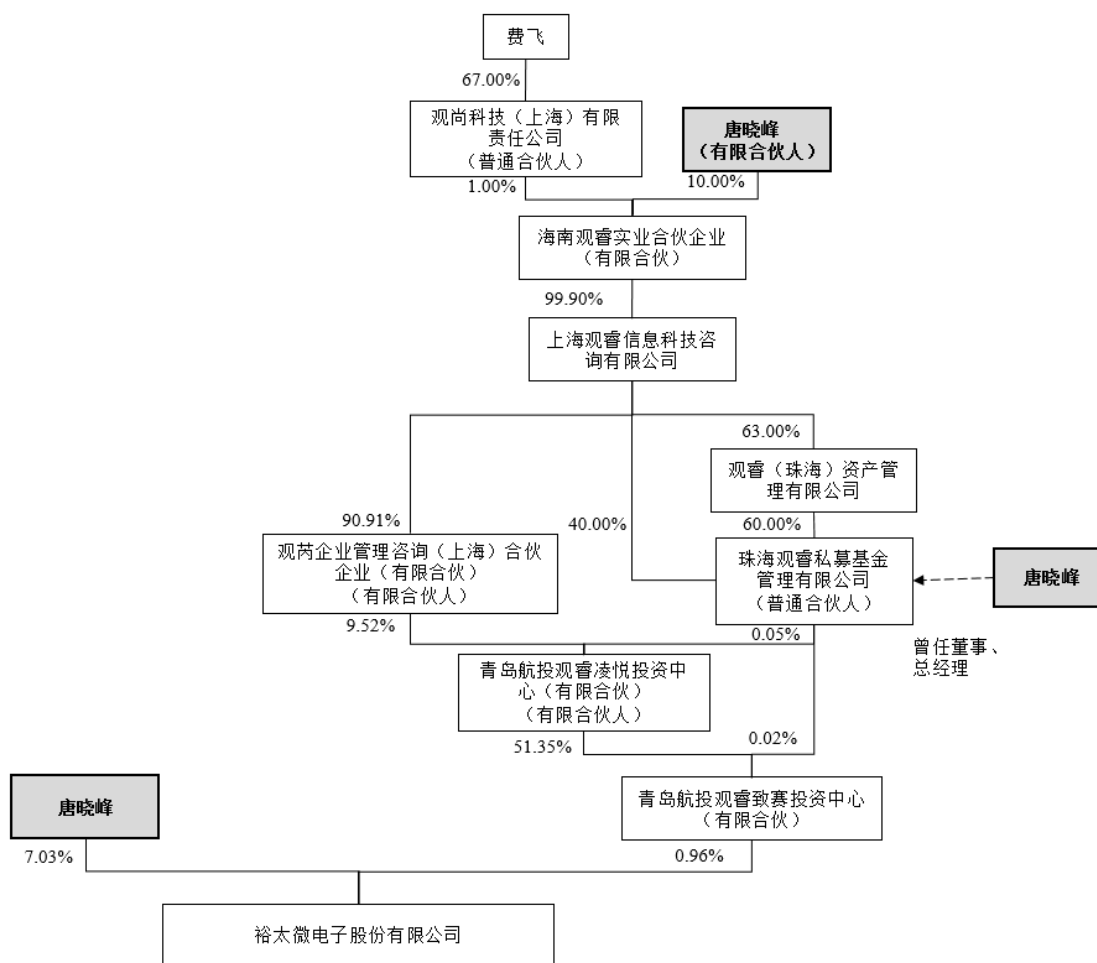 费飞
67.00%
观尚科技（上海）有限
责任公司
（普通合伙人）
唐晓峰
（有限合伙人）
1.00%
10.00%
海南观睿实业合伙企业
（有限合伙）
99.90%
上海观睿信息科技咨
询有限公司
63.00%
观睿（珠海）资产管
理有限公司
90.91%
40.00%
60.00%
观芮企业管理咨询（上海）合伙
企业（有限合伙）
（有限合伙人）
珠海观睿私募基金
管理有限公司
（普通合伙人）
唐晓峰
9.52%
0.05%
曾任董事、
总经理
青岛航投观睿凌悦投资中
心（有限合伙）
（有限合伙人）
51.35%
0.02%
唐晓峰
青岛航投观睿致赛投资中心
（有限合伙）
7.03%
0.96%
裕太微电子股份有限公司